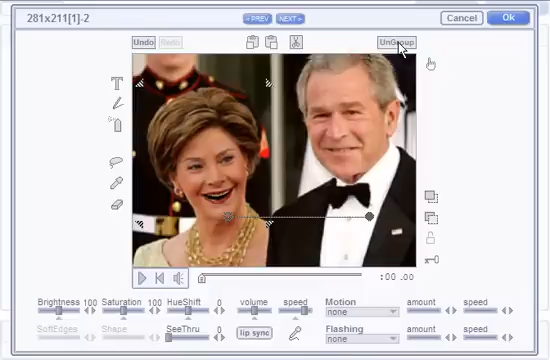 281x211[1]-2
PREV
NEXT
Cancel
Ok
Undo
Redo
UnGroup
T
:00 .00
Brightness 100 Saturation 100 HueShift 0 volume speed Motion amount speed
none
SoftEdges Shape SeeThru 0 lip sync Flashing amount speed
none